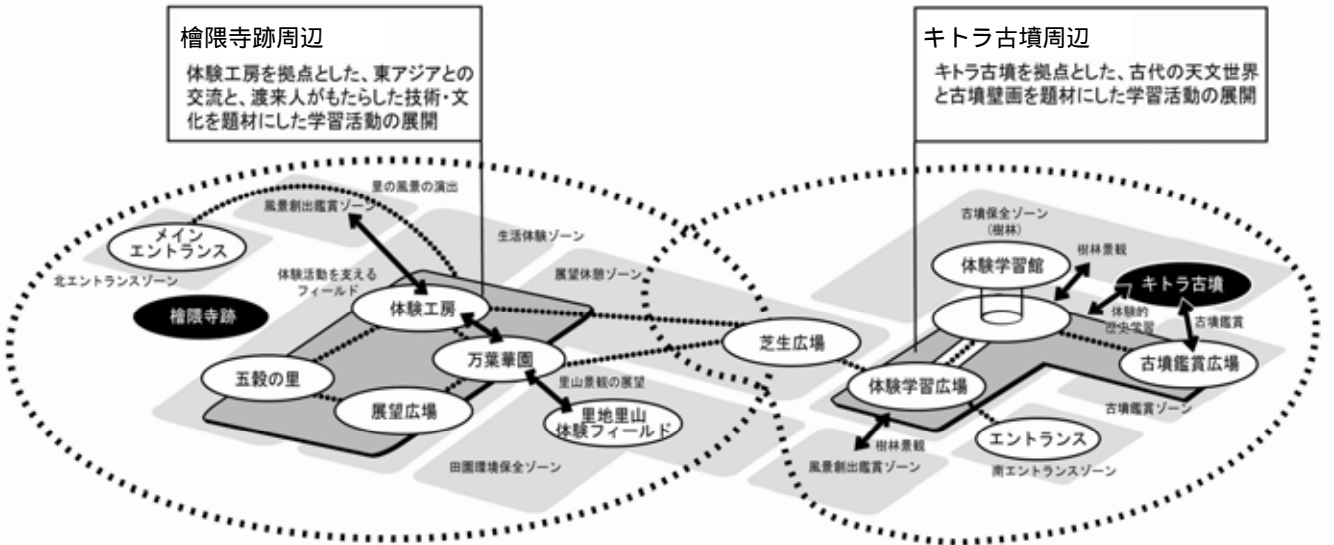 檜隈寺跡周辺
体験工房を拠点とした、東アジアとの
交流と、渡来人がもたらした技術・文
化を題材にした学習活動の展開
キトラ古墳周辺
キトラ古墳を拠点とした、古代の天文世界
と古墳壁画を題材にした学習活動の展開
里の風景の演出
風景創出鑑賞ゾーン
メイン
エントランス
北エントランスゾーン
生活体験ゾーン
体験活動を支える
フィールド
展望休憩ゾーン
檜隈寺跡
体験工房
万葉華園
五穀の里
展望広場
里山景観の展望
里地里山
体験フィールド
田園環境保全ゾーン
芝生広場
古墳保全ゾーン
(樹林)
体験学習館
樹林景観
キトラ古墳
体験的
歴史学習
古墳鑑賞
古墳鑑賞広場
体験学習広場
古墳鑑賞ゾーン
エントランス
樹林景観
風景創出鑑賞ゾーン
南エントランスゾーン